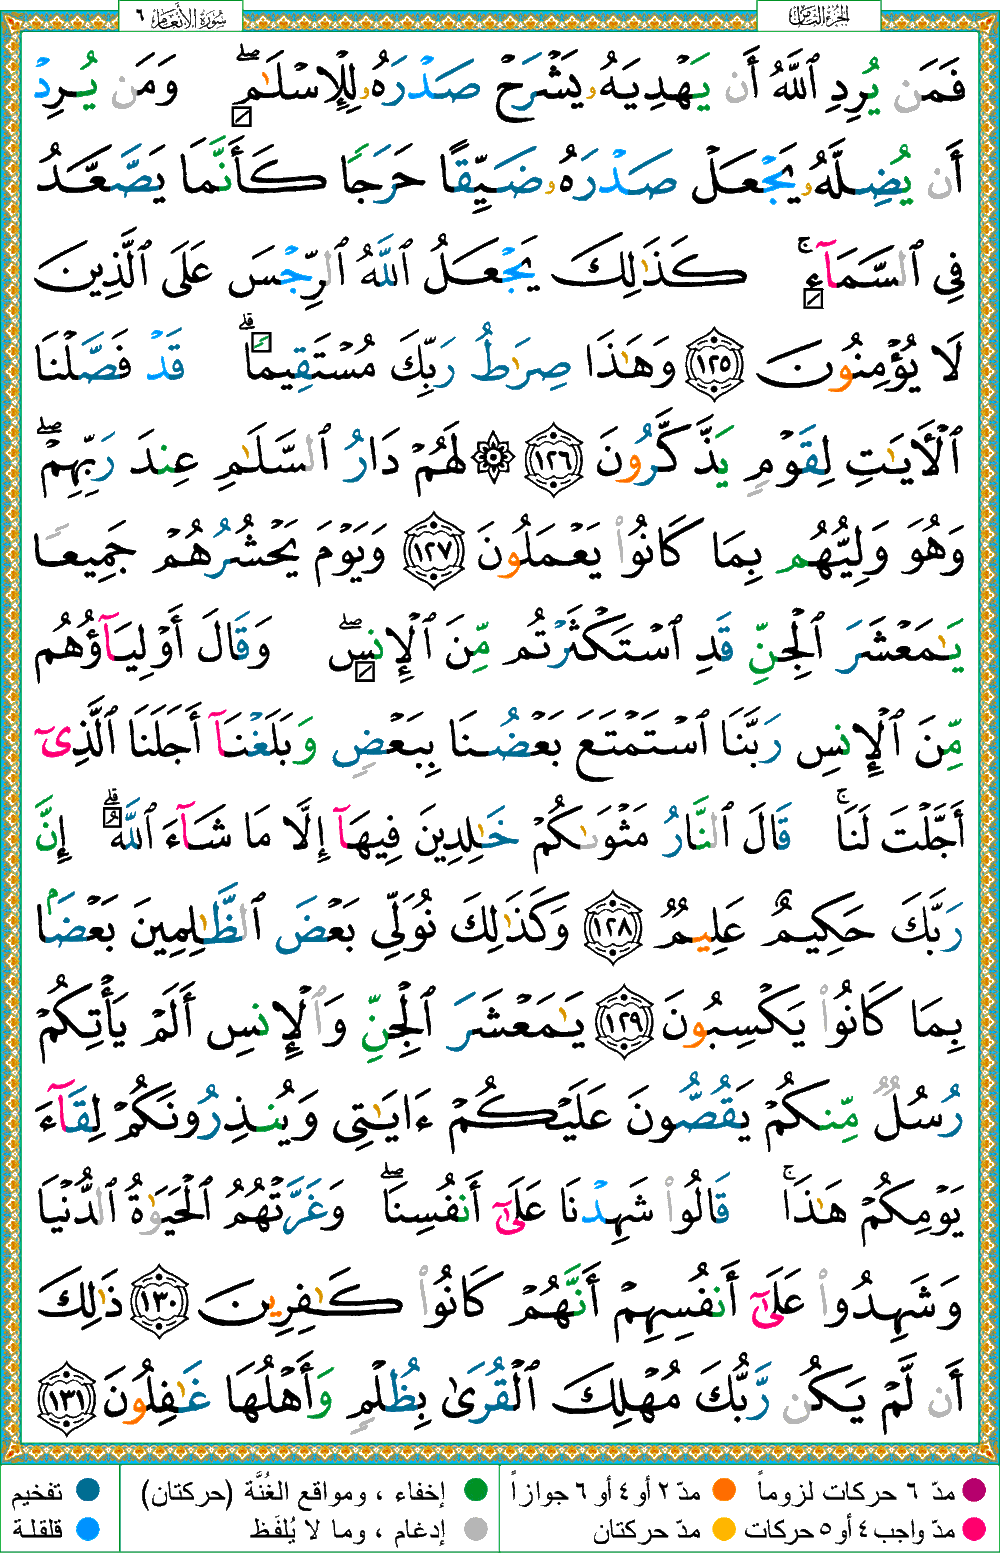 الجزء الثامن
سورة الأنعام ٦
فَمَن يُرِدِ ٱللَّهُ أَن يَهْدِيَهُۥ يَشْرَحْ صَدْرَهُۥ لِلْإِسْلَـٰمِ ۖ وَمَن يُرِدْ
أَن يُضِلَّهُۥ يَجْعَلْ صَدْرَهُۥ ضَيِّقًا حَرَجًا كَأَنَّمَا يَصَّعَّدُ
فِى ٱلسَّمَآءِ ۚ كَذَٰلِكَ يَجْعَلُ ٱللَّهُ ٱلرِّجْسَ عَلَى ٱلَّذِينَ
لَا يُؤْمِنُونَ ١٢٥ وَهَـٰذَا صِرَٰطُ رَبِّكَ مُسْتَقِيمًا ۗ قَدْ فَصَّلْنَا
ٱلْـَٔايَـٰتِ لِقَوْمٍ يَذَّكَّرُونَ ١٢٦ ۞ لَهُمْ دَارُ ٱلسَّلَـٰمِ عِندَ رَبِّهِمْ ۖ
وَهُوَ وَلِيُّهُم بِمَا كَانُوا۟ يَعْمَلُونَ ١٢٧ وَيَوْمَ يَحْشُرُهُمْ جَمِيعًا
يَـٰمَعْشَرَ ٱلْجِنِّ قَدِ ٱسْتَكْثَرْتُم مِّنَ ٱلْإِنسِ ۖ وَقَالَ أَوْلِيَآؤُهُم
مِّنَ ٱلْإِنسِ رَبَّنَا ٱسْتَمْتَعَ بَعْضُنَا بِبَعْضٍ وَبَلَغْنَآ أَجَلَنَا ٱلَّذِىٓ
أَجَّلْتَ لَنَا ۚ قَالَ ٱلنَّارُ مَثْوَىٰكُمْ خَـٰلِدِينَ فِيهَآ إِلَّا مَا شَآءَ ٱللَّهُ ۗ إِنَّ
رَبَّكَ حَكِيمٌ عَلِيمٌ ١٢٨ وَكَذَٰلِكَ نُوَلِّى بَعْضَ ٱلظَّـٰلِمِينَ بَعْضًۢا
بِمَا كَانُوا۟ يَكْسِبُونَ ١٢٩ يَـٰمَعْشَرَ ٱلْجِنِّ وَٱلْإِنسِ أَلَمْ يَأْتِكُمْ
رُسُلٌ مِّنكُمْ يَقُصُّونَ عَلَيْكُمْ ءَايَـٰتِى وَيُنذِرُونَكُمْ لِقَآءَ
يَوْمِكُمْ هَـٰذَا ۚ قَالُوا۟ شَهِدْنَا عَلَىٰٓ أَنفُسِنَا ۖ وَغَرَّتْهُمُ ٱلْحَيَوٰةُ ٱلدُّنْيَا
وَشَهِدُوا۟ عَلَىٰٓ أَنفُسِهِمْ أَنَّهُمْ كَانُوا۟ كَـٰفِرِينَ ١٣٠ ذَٰلِكَ
أَن لَّمْ يَكُن رَّبُّكَ مُهْلِكَ ٱلْقُرَىٰ بِظُلْمٍ وَأَهْلُهَا غَـٰفِلُونَ ١٣١
مدّ ٦ حركات لزوماً مدّ ٢ أو ٤ أو ٦ جوازاً إخفاء ، ومواقع الغُنَّة (حركتان) تفخيم
مدّ واجب ٤ أو ٥ حركات مدّ حركتان إدغام ، وما لا يُلفَظ قلقلة